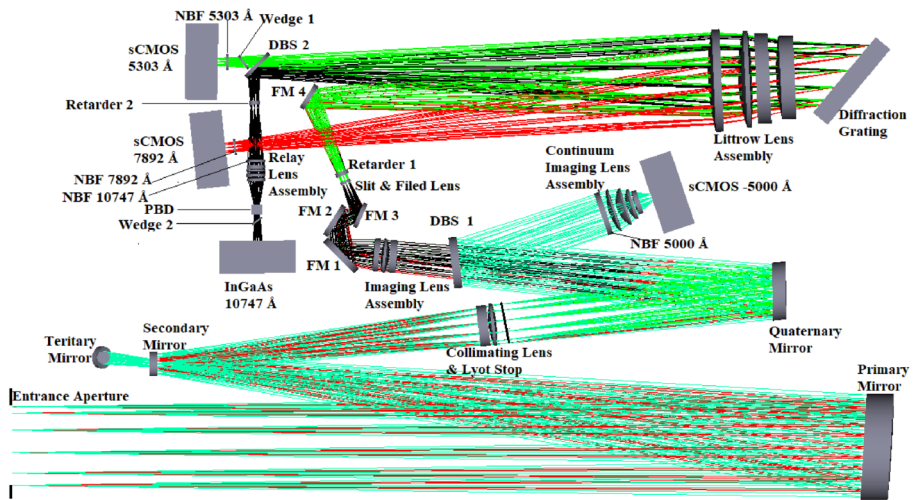 NBF 5303 Å
Wedge 1
DBS 2
sCMOS
5303 Å
FM 4
Retarder 2
sCMOS
7892 Å
NBF 7892 Å
NBF 10747 Å
Relay
Lens
Assembly
PBD
Wedge 2
InGaAs
10747 Å
Retarder 1
Slit & Filed Lens
FM 2
FM 3
FM 1
Imaging Lens
Assembly
DBS 1
Continuum
Imaging Lens
Assembly
sCMOS -5000 Å
NBF 5000 Å
Littrow Lens
Assembly
Diffraction
Grating
Quaternary
Mirror
Collimating Lens
& Lyot Stop
Secondary
Mirror
Teritary
Mirror
Entrance Aperture
Primary
Mirror